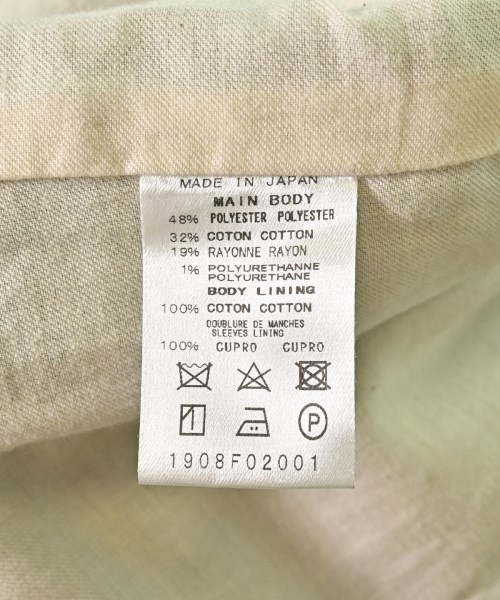 MADE IN JAPAN
MAIN BODY
48% POLYESTER POLYESTER
32% COTON COTTON
19% RAYONNE RAYON
1% POLYURETHANNE
POLYURETHANE
BODY LINING
100% COTON COTTON
DOUBLURE DE MANCHES
SLEEVES LINING
100% CUPRO CUPRO
P
1908F02001